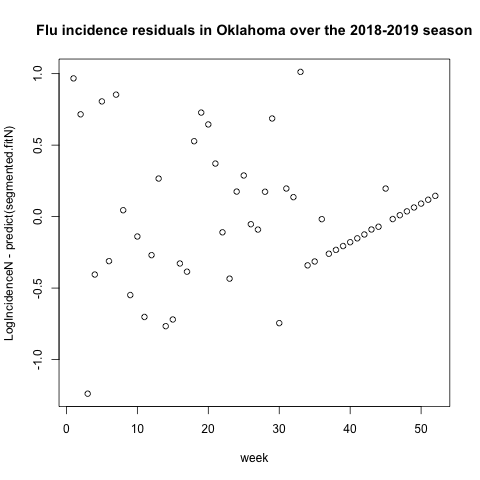 Flu incidence residuals in Oklahoma over the 2018-2019 season
LogIncidenceN - predict(segmented.fitN)
1.0
0.5
0.0
-0.5
-1.0
0 10 20 30 40 50
week